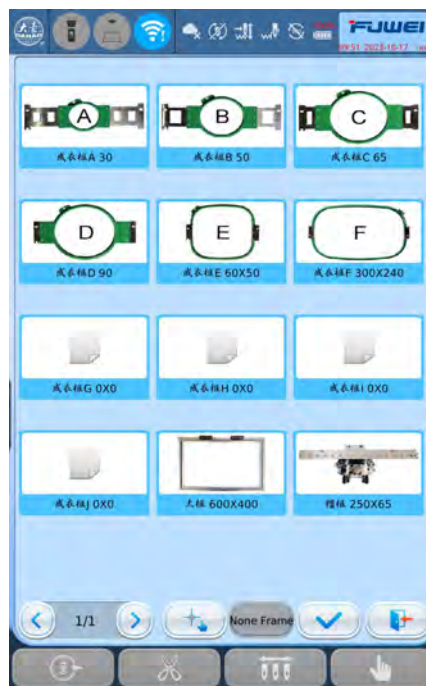 FUWEI
2023-10-17
A
B
C
成衣框A 30
成衣框B 50
成衣框C 65
D
E
F
成衣框D 90
成衣框E 60X50
成衣框F 300X240
成衣框G 0X0
成衣框H 0X0
成衣框I 0X0
成衣框J 0X0
大框 600X400
帽框 250X65
1/1
None Frame